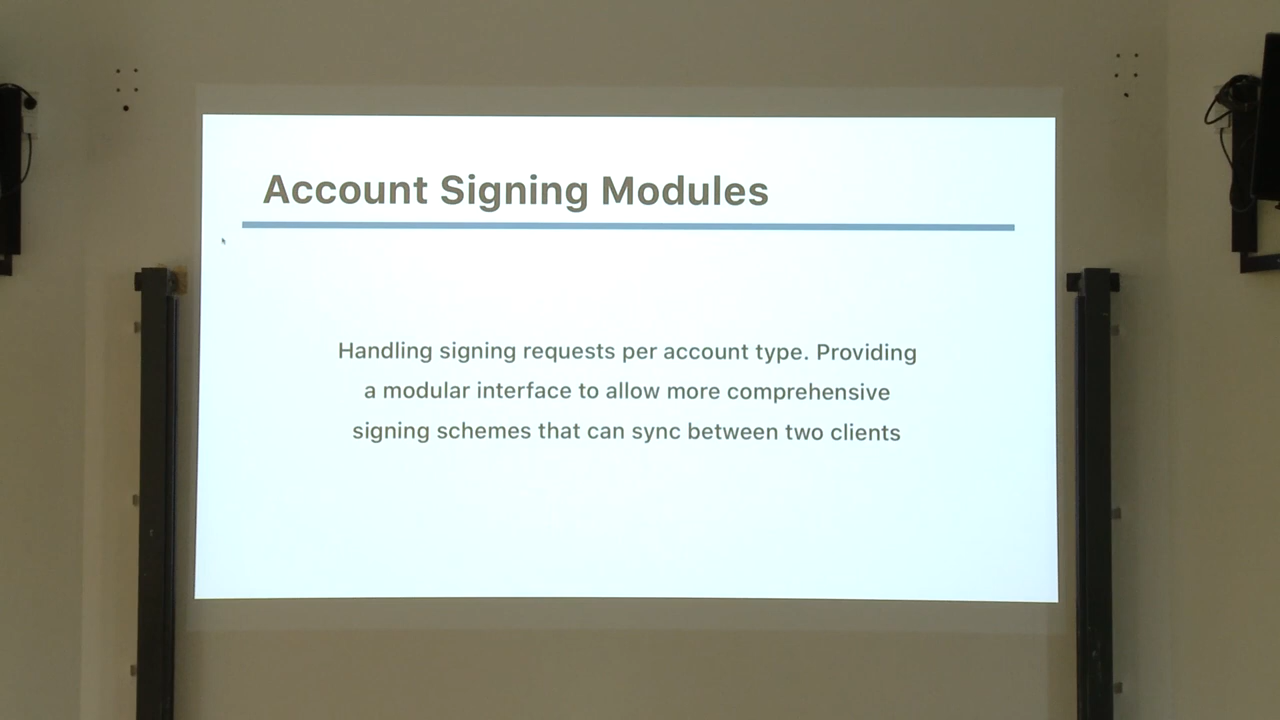 Account Signing Modules
Handling signing requests per account type. Providing
a modular interface to allow more comprehensive
signing schemes that can sync between two clients